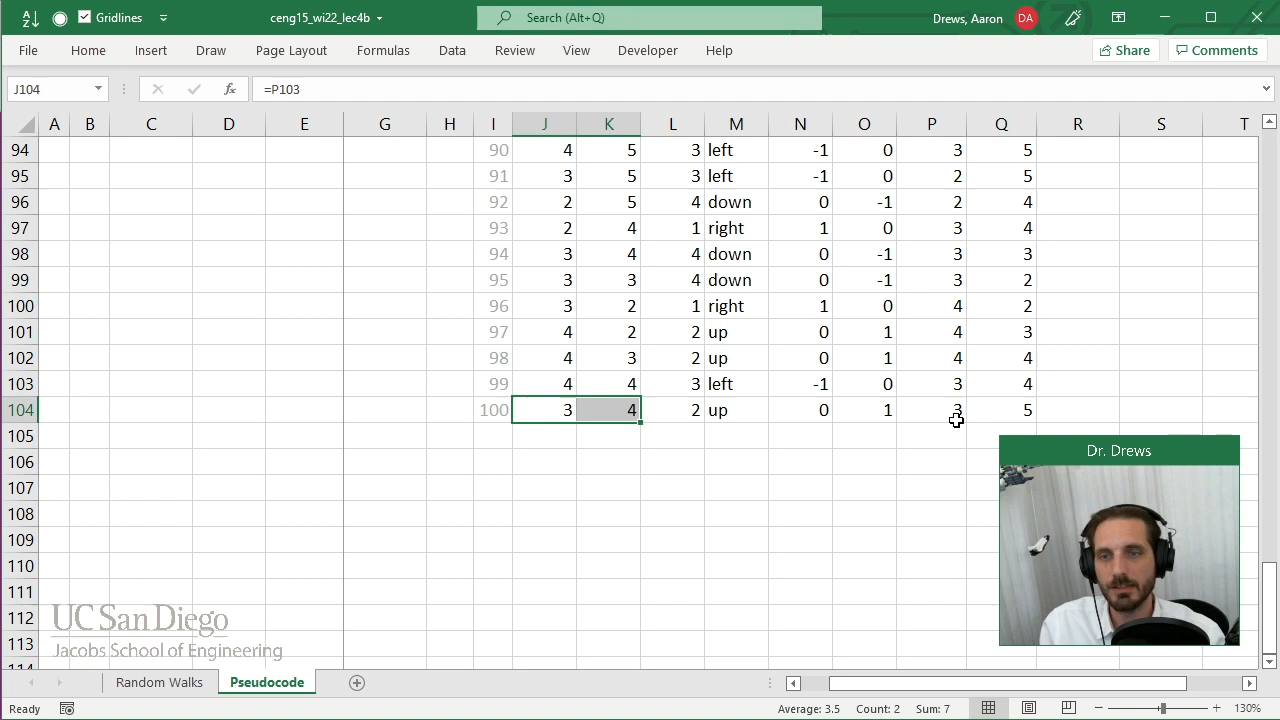 Gridlines ceng15_wi22_lec4b Search (Alt+Q) Drews, Aaron DA
File Home Insert Draw Page Layout Formulas Data Review View Developer Help Share Comments
J104 fx =P103
A B C D E G H I J K L M N O P Q R S T
94 90 4 5 3 left -1 0 3 5
95 91 3 5 3 left -1 0 2 5
96 92 2 5 4 down 0 -1 2 4
97 93 2 4 1 right 1 0 3 4
98 94 3 4 4 down 0 -1 3 3
99 95 3 3 4 down 0 -1 3 2
100 96 3 2 1 right 1 0 4 2
101 97 4 2 2 up 0 1 4 3
102 98 4 3 2 up 0 1 4 4
103 99 4 4 3 left -1 0 3 4
104 100 3 4 2 up 0 1 3 5
105
106
Dr. Drews
107
108
109
110
111
112
UC San Diego
113
Jacobs School of Engineering
114
Random Walks Pseudocode
Ready Average: 3.5 Count: 2 Sum: 7 130%